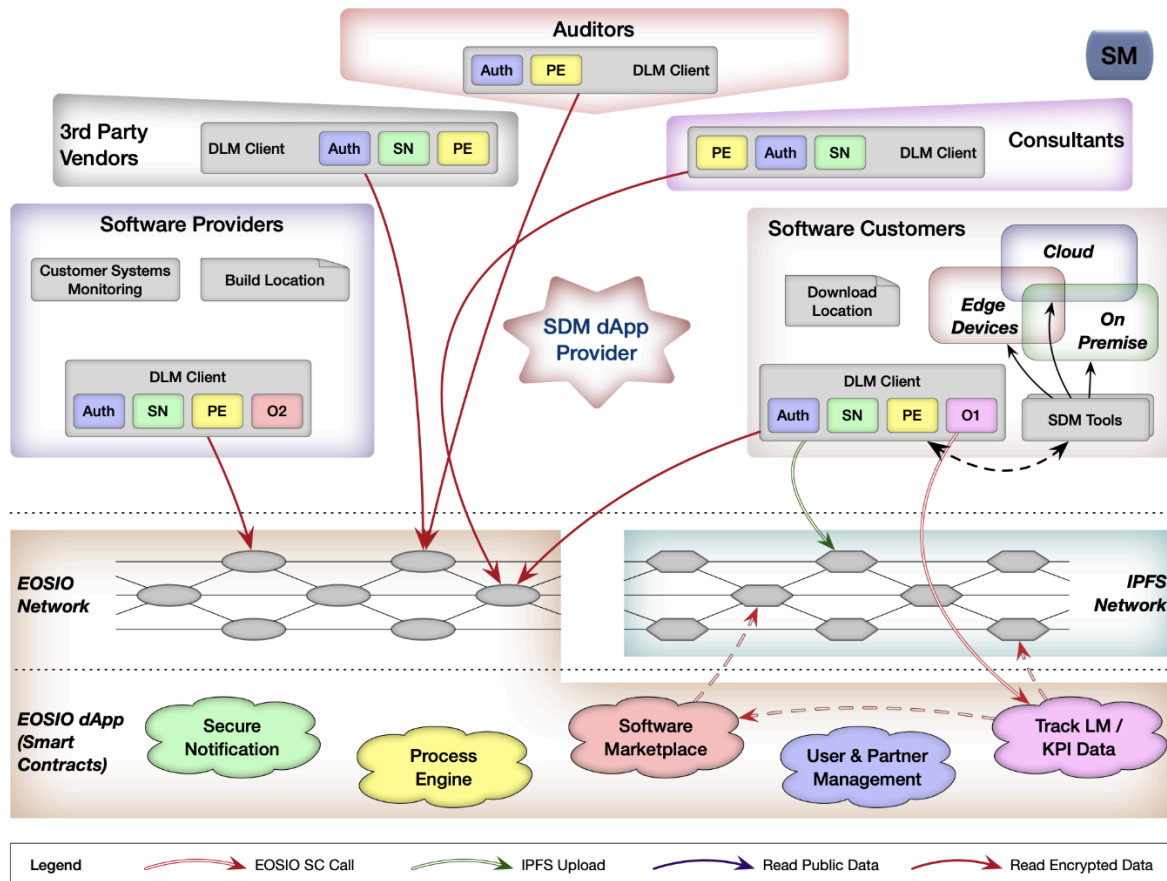 Auditors
Auth
PE
DLM Client
SM
3rd Party
Vendors
DLM Client
Auth
SN
PE
PE
Auth
SN
DLM Client
Consultants
Software Providers
Customer Systems
Monitoring
Build Location
DLM Client
Auth
SN
PE
O2
SDM dApp
Provider
Software Customers
Cloud
Download
Location
Edge
Devices
On
Premise
DLM Client
Auth
SN
PE
O1
SDM Tools
EOSIO
Network
IPFS
Network
EOSIO dApp
(Smart
Contracts)
Secure
Notification
Process
Engine
Software
Marketplace
User & Partner
Management
Track LM /
KPI Data
Legend
EOSIO SC Call
IPFS Upload
Read Public Data
Read Encrypted Data